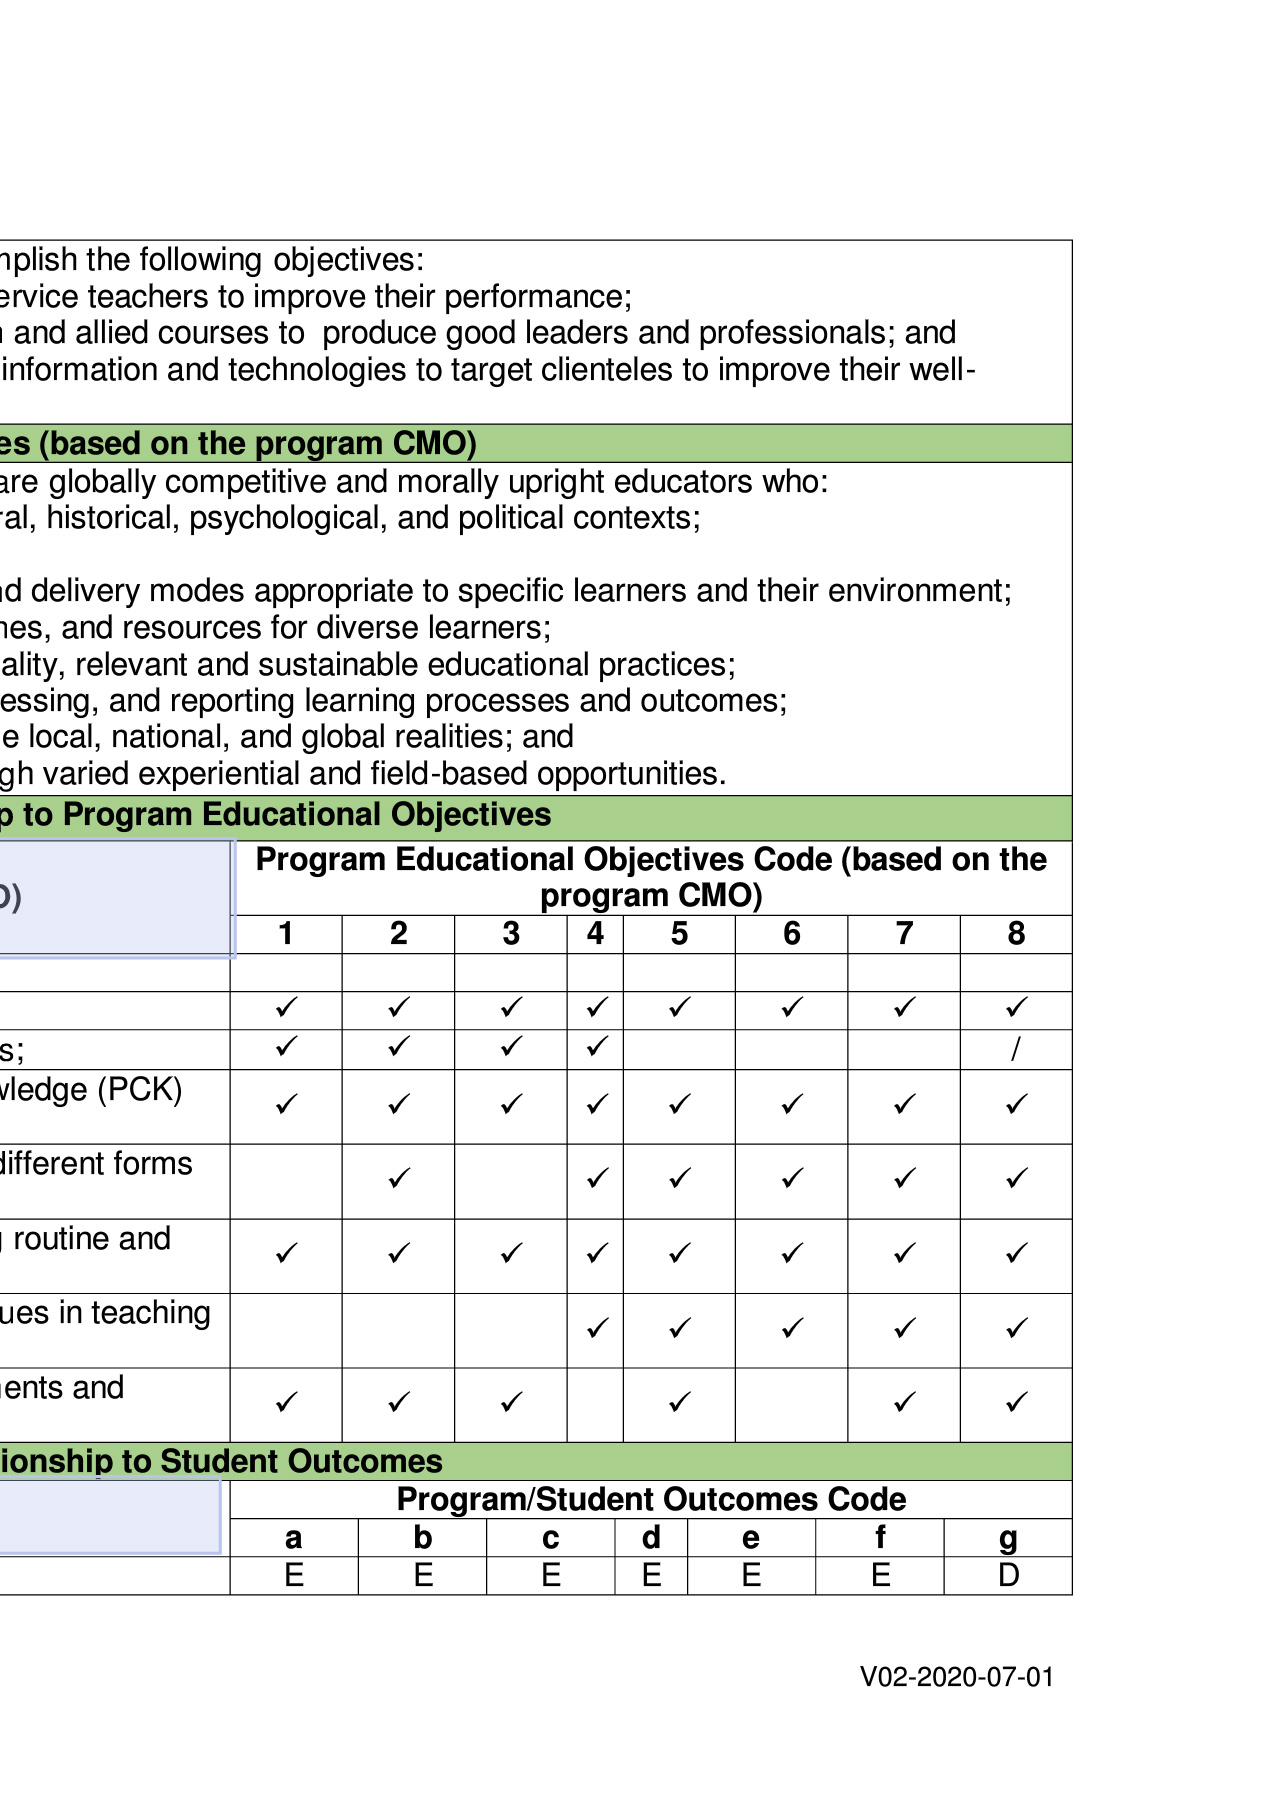 mplish the following objectives:
ervice teachers to improve their performance;
n and allied courses to produce good leaders and professionals; and
information and technologies to target clienteles to improve their well-
es (based on the program CMO)
are globally competitive and morally upright educators who:
ral, historical, psychological, and political contexts;
nd delivery modes appropriate to specific learners and their environment;
nes, and resources for diverse learners;
ality, relevant and sustainable educational practices;
essing, and reporting learning processes and outcomes;
e local, national, and global realities; and
gh varied experiential and field-based opportunities.
p to Program Educational Objectives
Program Educational Objectives Code (based on the
O) program CMO)
1 2 3 4 5 6 7 8
✓ ✓ ✓ ✓ ✓ ✓ ✓ ✓
s; ✓ ✓ ✓ ✓ /
wledge (PCK)
✓ ✓ ✓ ✓ ✓ ✓ ✓ ✓
different forms
✓ ✓ ✓ ✓ ✓ ✓
g routine and
✓ ✓ ✓ ✓ ✓ ✓ ✓ ✓
ues in teaching
✓ ✓ ✓ ✓ ✓
ents and
✓ ✓ ✓ ✓ ✓ ✓
ionship to Student Outcomes
Program/Student Outcomes Code
a b c d e f g
E E E E E E D
V02-2020-07-01